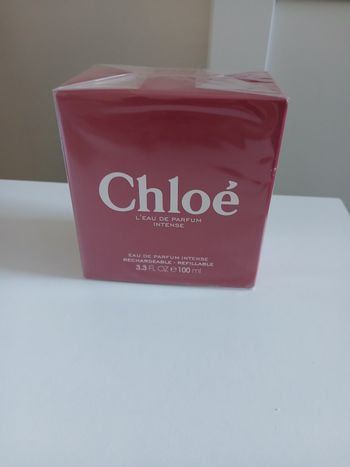 Chloé
L'EAU DE PARFUM
INTENSE
EAU DE PARFUM INTENSE
RECHARGEABLE - REFILLABLE
3.3 FL OZ ℮ 100 ml